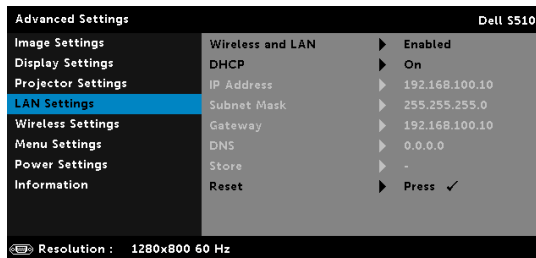 Advanced Settings Dell S510
Image Settings
Display Settings
Projector Settings
LAN Settings
Wireless Settings
Menu Settings
Power Settings
Information
Wireless and LAN Enabled
DHCP On
IP Address 192.168.100.10
Subnet Mask 255.255.255.0
Gateway 192.168.100.10
DNS 0.0.0.0
Store -
Reset Press ✓
Resolution : 1280x800 60 Hz